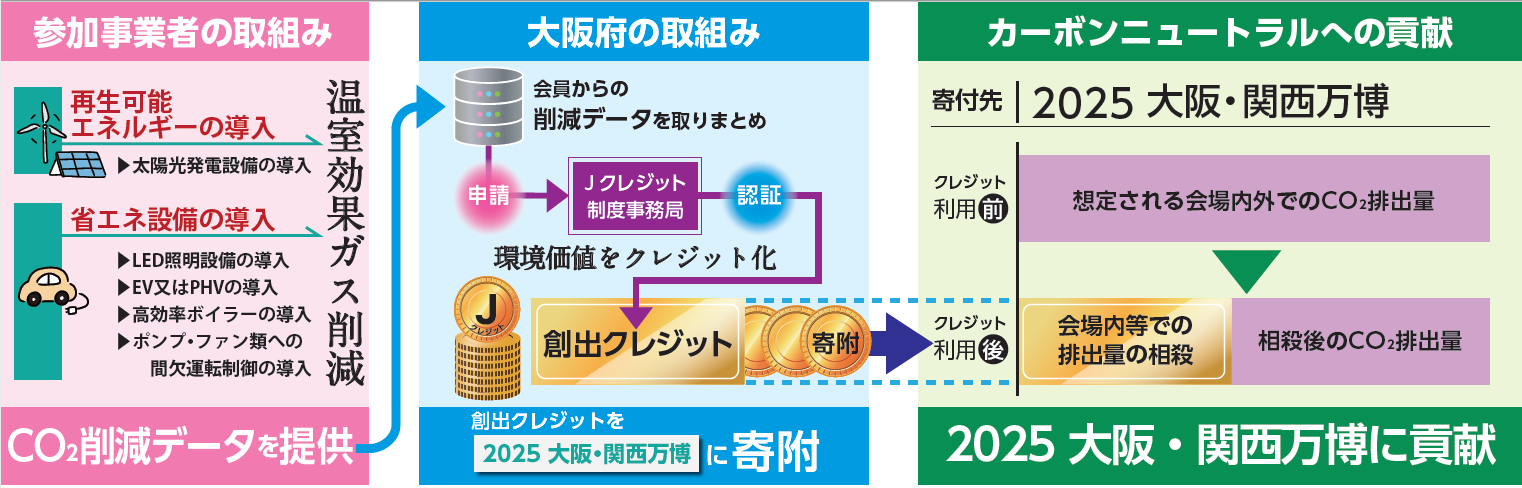 参加事業者の取組み
再生可能
エネルギーの導入
▶太陽光発電設備の導入
省エネ設備の導入
▶LED照明設備の導入
▶EV又はPHVの導入
▶高効率ボイラーの導入
▶ポンプ・ファン類への
間欠運転制御の導入
温室効果ガス削減
CO₂削減データを提供
大阪府の取組み
会員からの
削減データを取りまとめ
申請
Jクレジット
制度事務局
認証
環境価値をクレジット化
J
クレジット
創出クレジット
寄附
創出クレジットを
2025 大阪・関西万博 に寄附
カーボンニュートラルへの貢献
寄付先 2025 大阪・関西万博
クレジット
利用前
想定される会場内外でのCO₂排出量
クレジット
利用後
会場内等での
排出量の相殺
相殺後のCO₂排出量
2025 大阪・関西万博に貢献